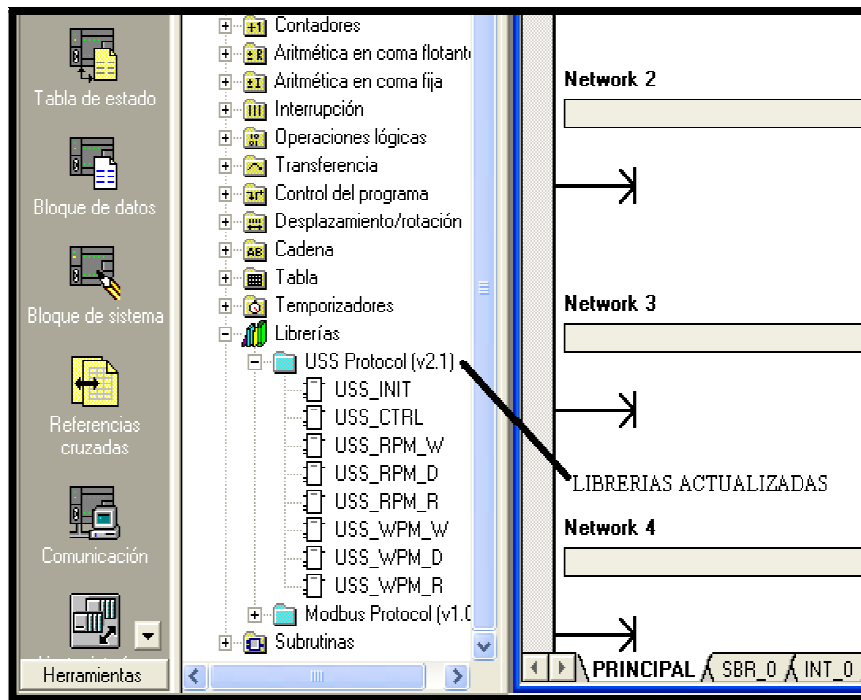 Tabla de estado
Bloque de datos
Bloque de sistema
Referencias
cruzadas
Comunicación
Herramientas
Contadores
Aritmética en coma flotant
Aritmética en coma fija
Interrupción
Operaciones lógicas
Transferencia
Control del programa
Desplazamiento/rotación
Cadena
Tabla
Temporizadores
Librerías
USS Protocol (v2.1)
USS_INIT
USS_CTRL
USS_RPM_W
USS_RPM_D
USS_RPM_R
USS_WPM_W
USS_WPM_D
USS_WPM_R
Modbus Protocol (v1.0
Subrutinas
Network 2
Network 3
LIBRERIAS ACTUALIZADAS
Network 4
PRINCIPAL
SBR_0
INT_0